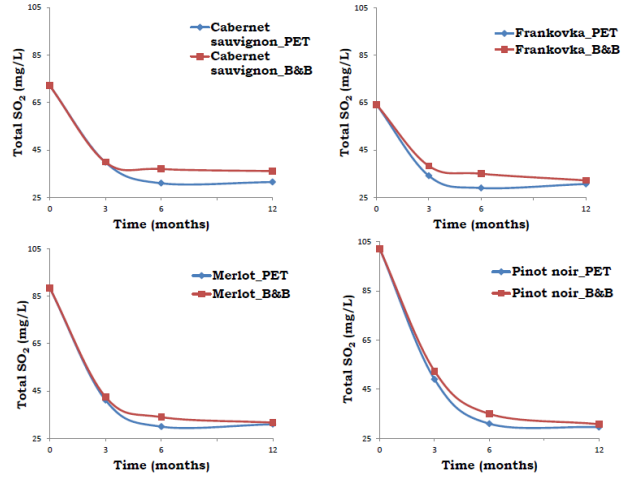 Total SO2 (mg/L)
105
85
65
45
25
0
3
6
12
Time (months)
Cabernet
sauvignon_PET
Cabernet
sauvignon_B&B
Total SO2 (mg/L)
105
85
65
45
25
0
3
6
12
Time (months)
Frankovka_PET
Frankovka_B&B
Total SO2 (mg/L)
105
85
65
45
25
0
3
6
12
Time (months)
Merlot_PET
Merlot_B&B
Total SO2 (mg/L)
105
85
65
45
25
0
3
6
12
Time (months)
Pinot noir_PET
Pinot noir_B&B